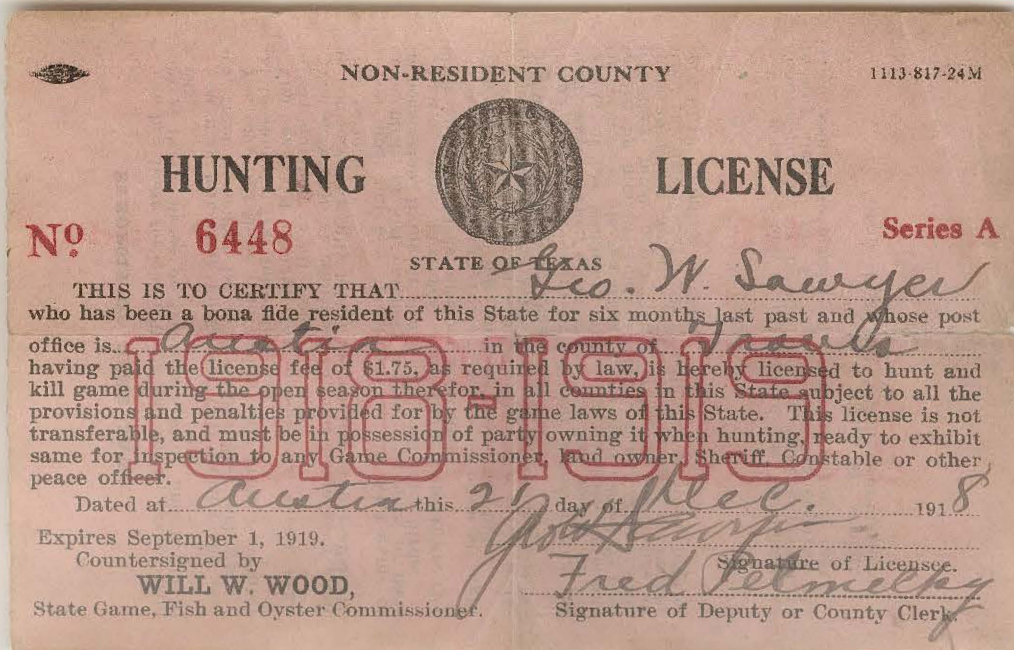 NON-RESIDENT COUNTY 1113-817-24M
HUNTING LICENSE
No 6448 Series A
STATE OF TEXAS
THIS IS TO CERTIFY THAT Geo. W. Sawyer
who has been a bona fide resident of this State for six months last past and whose post
office is Austin in the county of Travis
having paid the license fee of $1.75, as required by law, is hereby licensed to hunt and
kill game during the open season therefor, in all counties in this State subject to all the
provisions and penalties provided for by the game laws of this State. This license is not
transferable, and must be in possession of party owning it when hunting, ready to exhibit
same for inspection to any Game Commissioner, land owner, Sheriff, Constable or other
peace officer.
1918-1919
Dated at Austin this 21 day of Dec. 1918
Expires September 1, 1919.
Geo W Sawyer
Signature of Licensee.
Countersigned by
WILL W. WOOD,
State Game, Fish and Oyster Commissioner.
Fred Petmecky
Signature of Deputy or County Clerk.